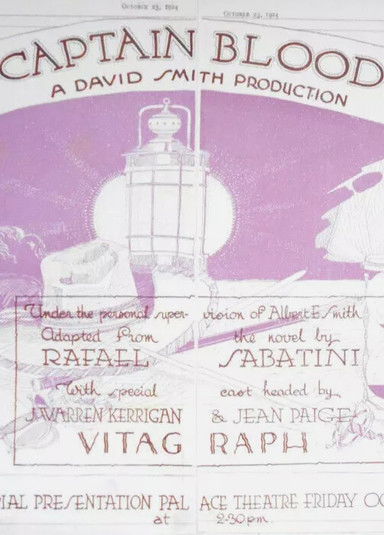 OCTOBER 23, 1924 OCTOBER 23, 1924
CAPTAIN BLOOD
A DAVID SMITH PRODUCTION
Under the personal super- vision of Albert E Smith
Adapted from the novel by
RAFAEL SABATINI
With special cast headed by
J. WARREN KERRIGAN & JEAN PAIGE
VITAG RAPH
IAL PRESENTATION PAL ACE THEATRE FRIDAY OC
at 2-30 pm.